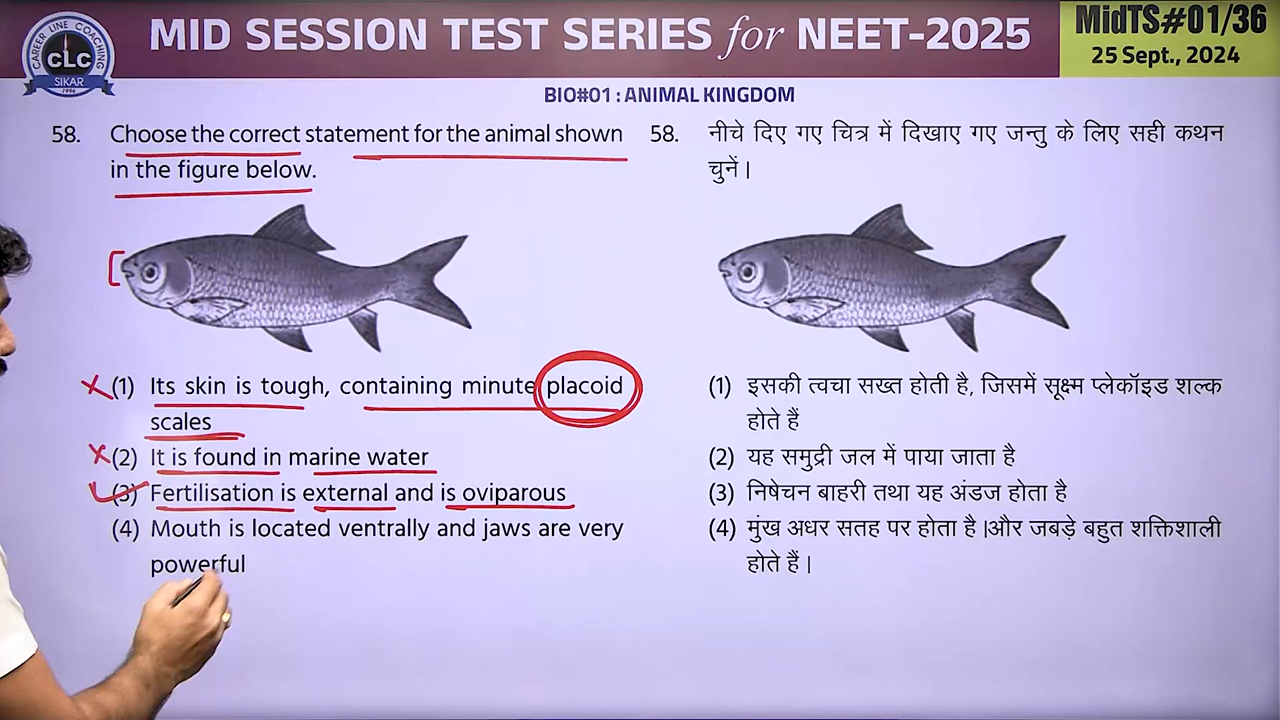 CAREER LINE COACHING
CLC
SIKAR
1996
MID SESSION TEST SERIES for NEET-2025
MidTS#01/36
25 Sept., 2024
BIO#01 : ANIMAL KINGDOM
58. Choose the correct statement for the animal shown
in the figure below.
(1) Its skin is tough, containing minute placoid
scales
(2) It is found in marine water
(3) Fertilisation is external and is oviparous
(4) Mouth is located ventrally and jaws are very
powerful
58. नीचे दिए गए चित्र में दिखाए गए जन्तु के लिए सही कथन
चुनें।
(1) इसकी त्वचा सख्त होती है, जिसमें सूक्ष्म प्लेकॉइड शल्क
होते हैं
(2) यह समुद्री जल में पाया जाता है
(3) निषेचन बाहरी तथा यह अंडज होता है
(4) मुंख अधर सतह पर होता है।और जबड़े बहुत शक्तिशाली
होते हैं।